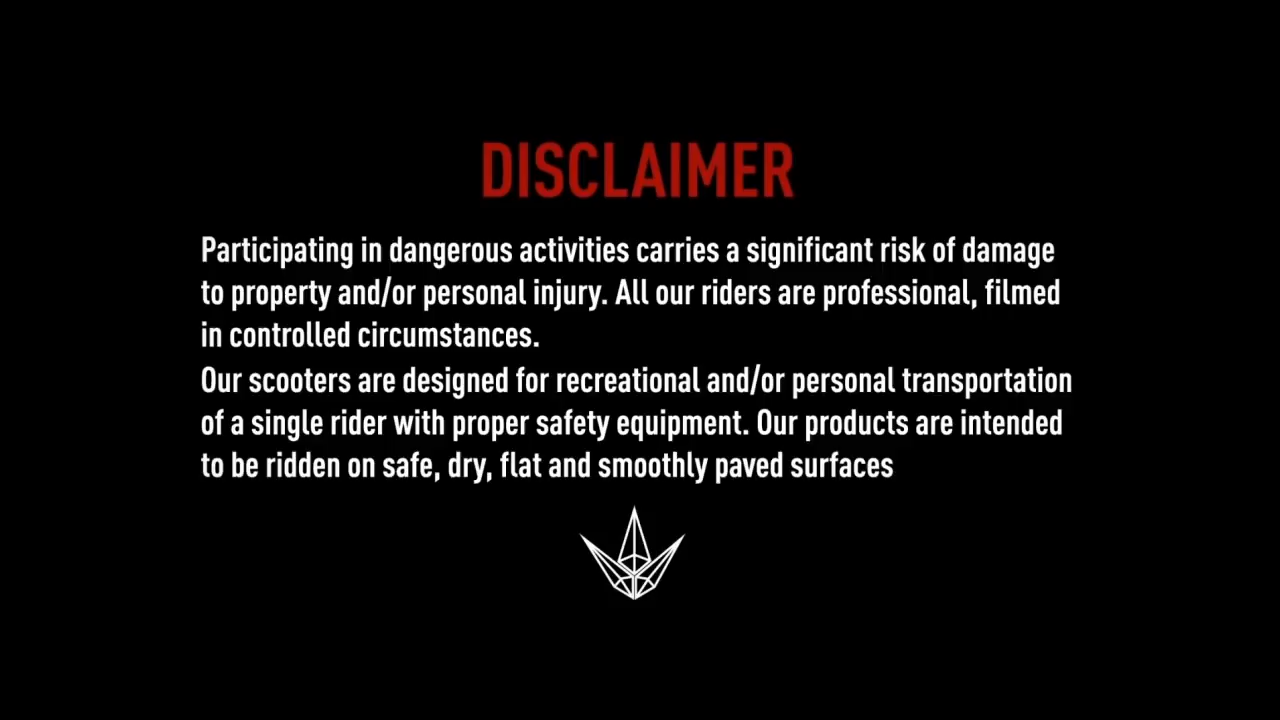 DISCLAIMER
Participating in dangerous activities carries a significant risk of damage
to property and/or personal injury. All our riders are professional, filmed
in controlled circumstances.
Our scooters are designed for recreational and/or personal transportation
of a single rider with proper safety equipment. Our products are intended
to be ridden on safe, dry, flat and smoothly paved surfaces